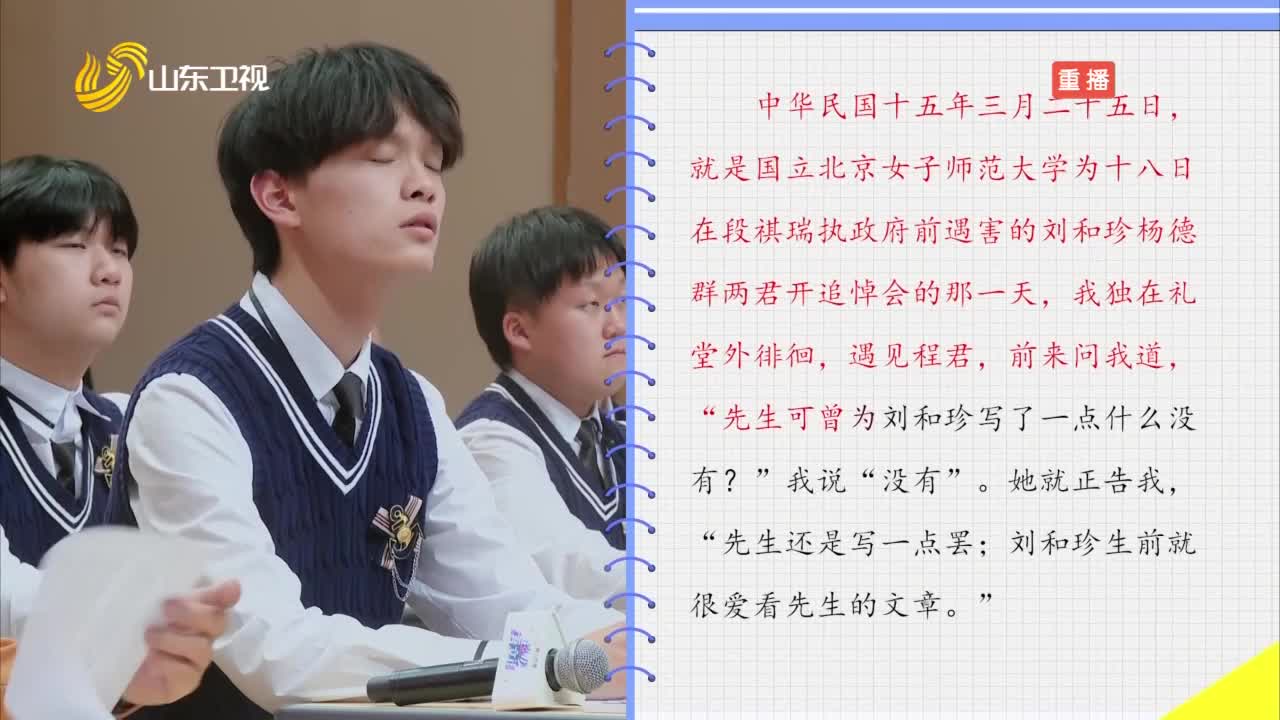 山东卫视
重播
中华民国十五年三月二十五日，
就是国立北京女子师范大学为十八日
在段祺瑞执政府前遇害的刘和珍杨德
群两君开追悼会的那一天，我独在礼
堂外徘徊，遇见程君，前来问我道，
“先生可曾为刘和珍写了一点什么没
有？”我说“没有”。她就正告我，
“先生还是写一点罢；刘和珍生前就
很爱看先生的文章。”